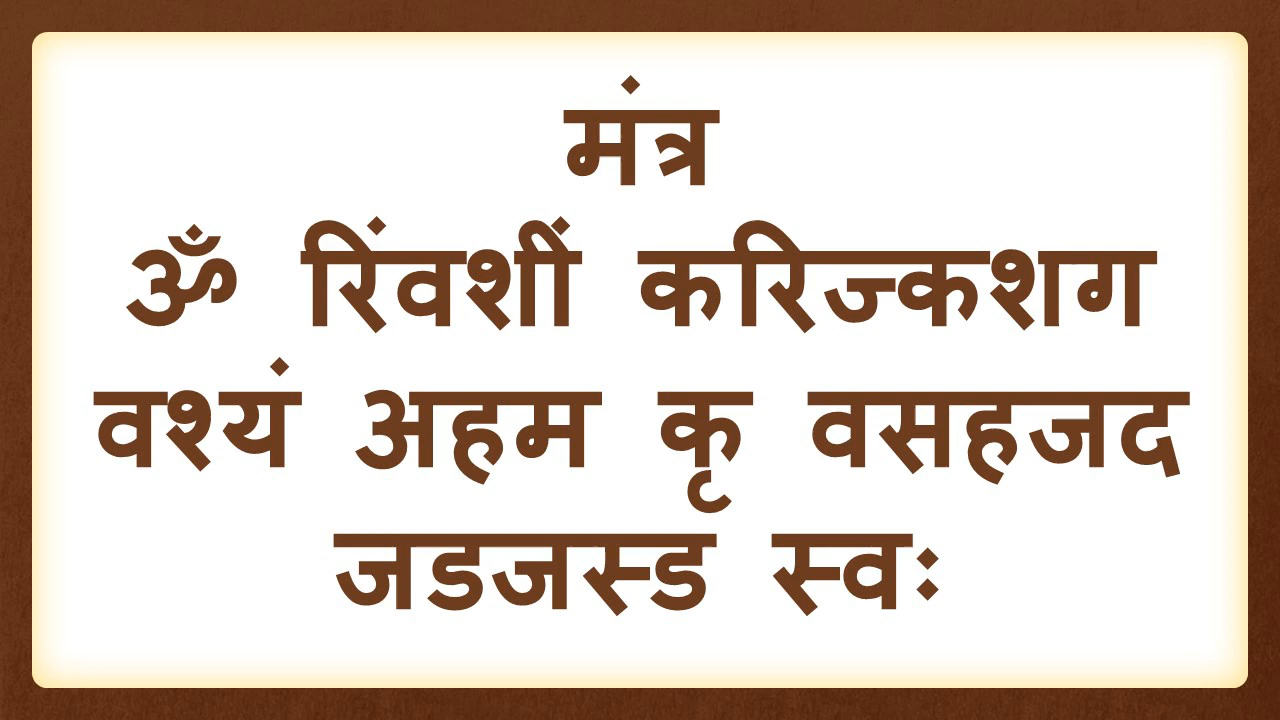 मंत्र
ॐ रिंवशीं करिज्कशग
वश्यं अहम कृ वसहजद
जडजस्ड स्वः